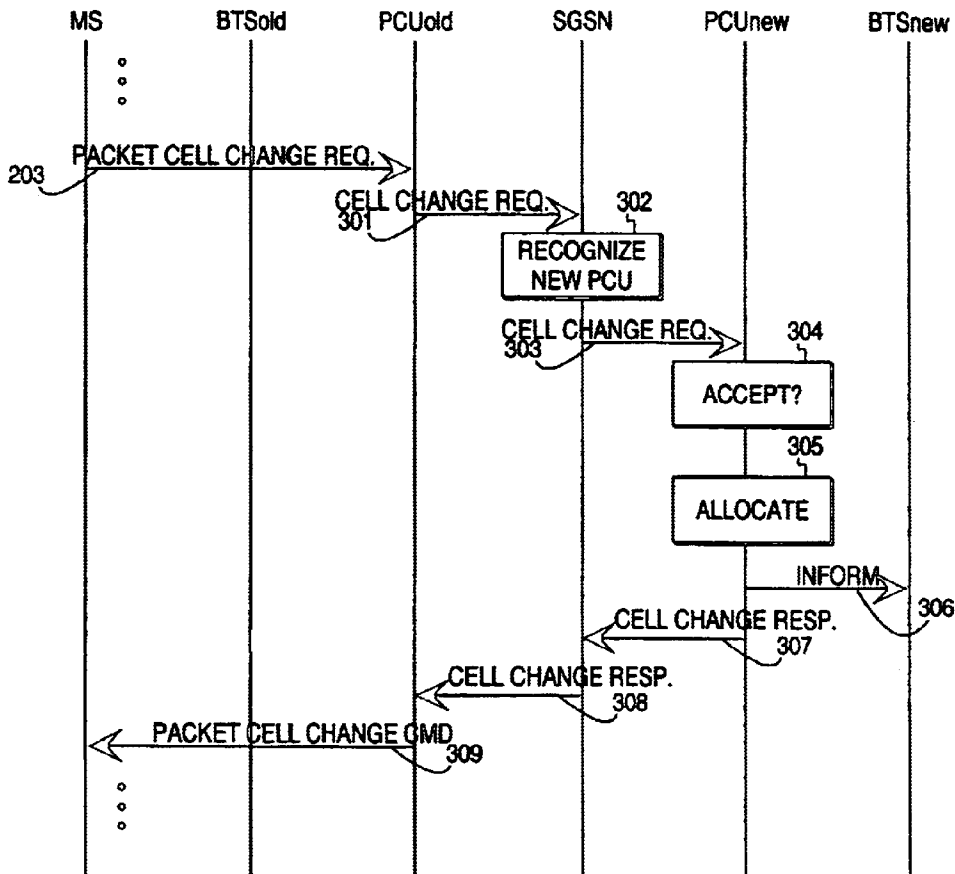 MS BTSold PCUold SGSN PCUnew BTSnew
PACKET CELL CHANGE REQ.
203
CELL CHANGE REQ.
301
302
RECOGNIZE
NEW PCU
CELL CHANGE REQ.
303
304
ACCEPT?
305
ALLOCATE
INFORM
306
CELL CHANGE RESP.
307
CELL CHANGE RESP.
308
PACKET CELL CHANGE CMD
309